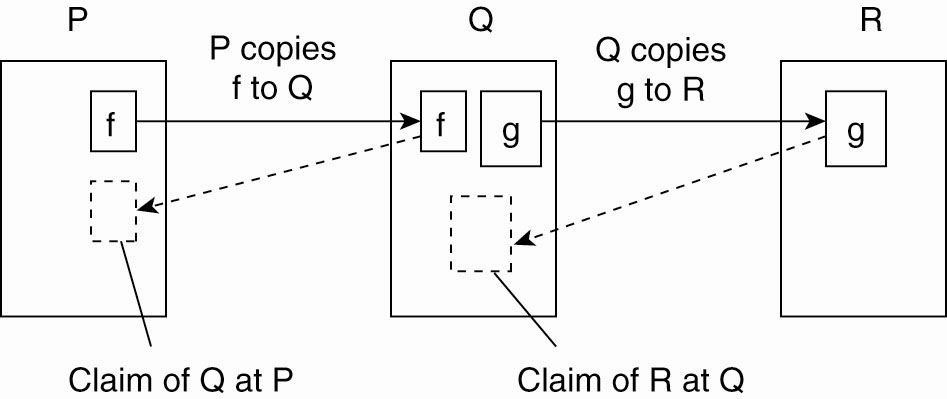 P
Q
R
P copies
f to Q
Q copies
g to R
f
f
g
g
Claim of Q at P
Claim of R at Q